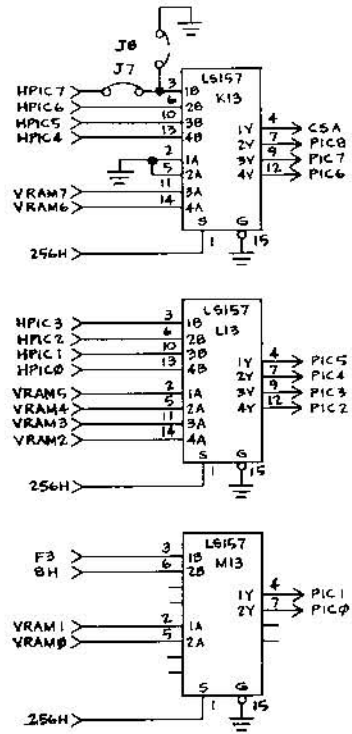 J8
J7
LS157
K13
HPIC7 3 1B
HPIC6 6 2B
HPIC5 10 3B
HPIC4 13 4B
1Y 4 CSA
2 1A 2Y 7 PIC8
5 2A 3Y 9 PIC7
VRAM7 11 3A 4Y 12 PIC6
VRAM6 14 4A
S G
256H 1 15
LS157
L13
HPIC3 3 1B
HPIC2 6 2B
HPIC1 10 3B
HPICØ 13 4B
1Y 4 PIC5
VRAM5 2 1A 2Y 7 PIC4
VRAM4 5 2A 3Y 9 PIC3
VRAM3 11 3A 4Y 12 PIC2
VRAM2 14 4A
S G
256H 1 15
LS157
M13
F3 3 1B
8H 6 2B
1Y 4 PIC1
2Y 7 PICØ
VRAM1 2 1A
VRAMØ 5 2A
S G
256H 1 15